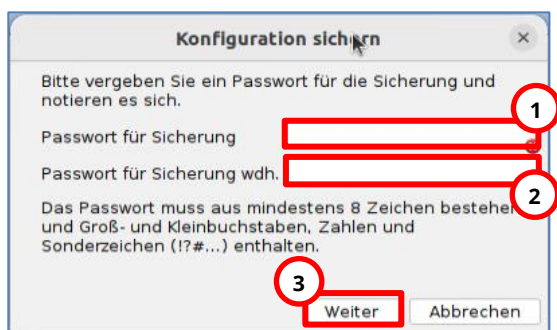 Konfiguration sichern
Bitte vergeben Sie ein Passwort für die Sicherung und
notieren es sich.
1
Passwort für Sicherung
Passwort für Sicherung wdh.
2
Das Passwort muss aus mindestens 8 Zeichen bestehen
und Groß- und Kleinbuchstaben, Zahlen und
Sonderzeichen (!?#...) enthalten.
3
Weiter Abbrechen